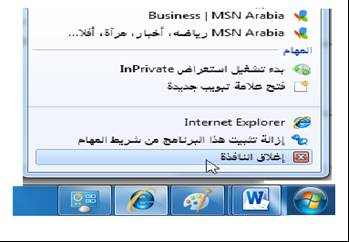 Business | MSN Arabia
MSN Arabia رياضه، أخبار، مرأة، أفلا...
المهام
بدء تشغيل استعراض InPrivate
فتح علامة تبويب جديدة
Internet Explorer
إزالة تثبيت هذا البرنامج من شريط المهام
إغلاق النافذة